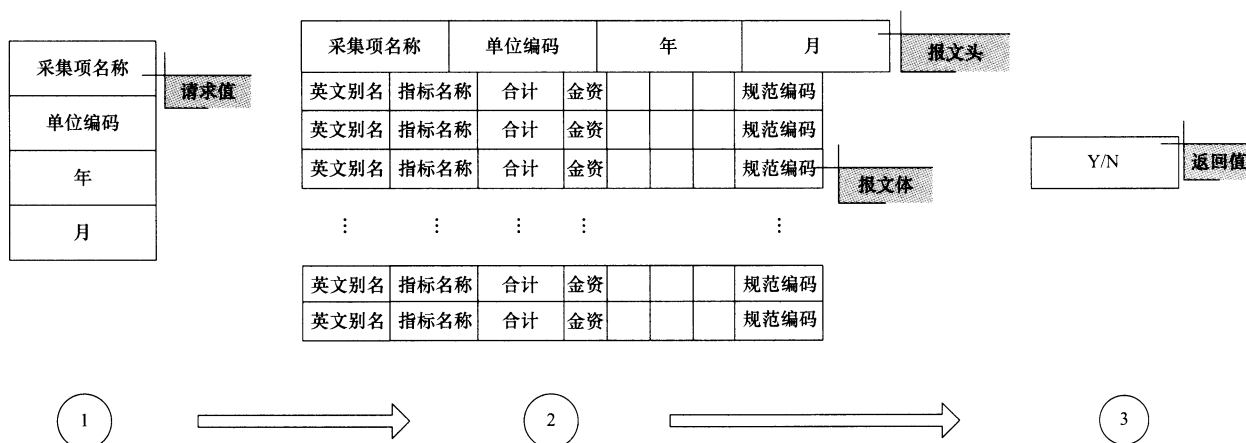 采集项名称
单位编码
年
月
请求值
采集项名称 单位编码 年 月
报文头
英文别名 指标名称 合计 金资 规范编码
英文别名 指标名称 合计 金资 规范编码
英文别名 指标名称 合计 金资 规范编码
报文体
⋮ ⋮ ⋮ ⋮ ⋮
英文别名 指标名称 合计 金资 规范编码
英文别名 指标名称 合计 金资 规范编码
Y/N
返回值
1 2 3